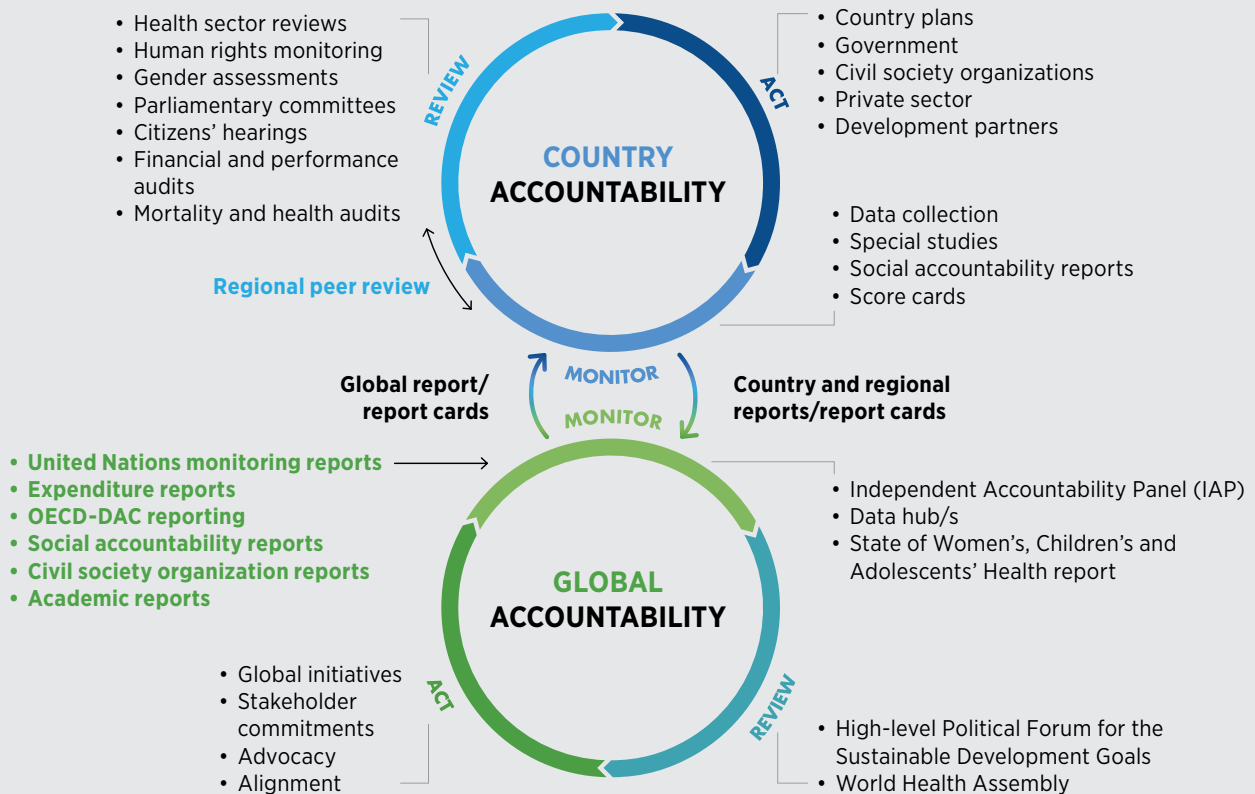 • Health sector reviews
• Human rights monitoring
• Gender assessments
• Parliamentary committees
• Citizens’ hearings
• Financial and performance
audits
• Mortality and health audits
REVIEW
ACT
• Country plans
• Government
• Civil society organizations
• Private sector
• Development partners
COUNTRY
ACCOUNTABILITY
• Data collection
• Special studies
• Social accountability reports
• Score cards
Regional peer review
MONITOR
Global report/
report cards
Country and regional
reports/report cards
MONITOR
• United Nations monitoring reports
• Expenditure reports
• OECD-DAC reporting
• Social accountability reports
• Civil society organization reports
• Academic reports
• Independent Accountability Panel (IAP)
• Data hub/s
• State of Women’s, Children’s and
Adolescents’ Health report
GLOBAL
ACCOUNTABILITY
ACT
REVIEW
• Global initiatives
• Stakeholder
commitments
• Advocacy
• Alignment
• High-level Political Forum for the
Sustainable Development Goals
• World Health Assembly